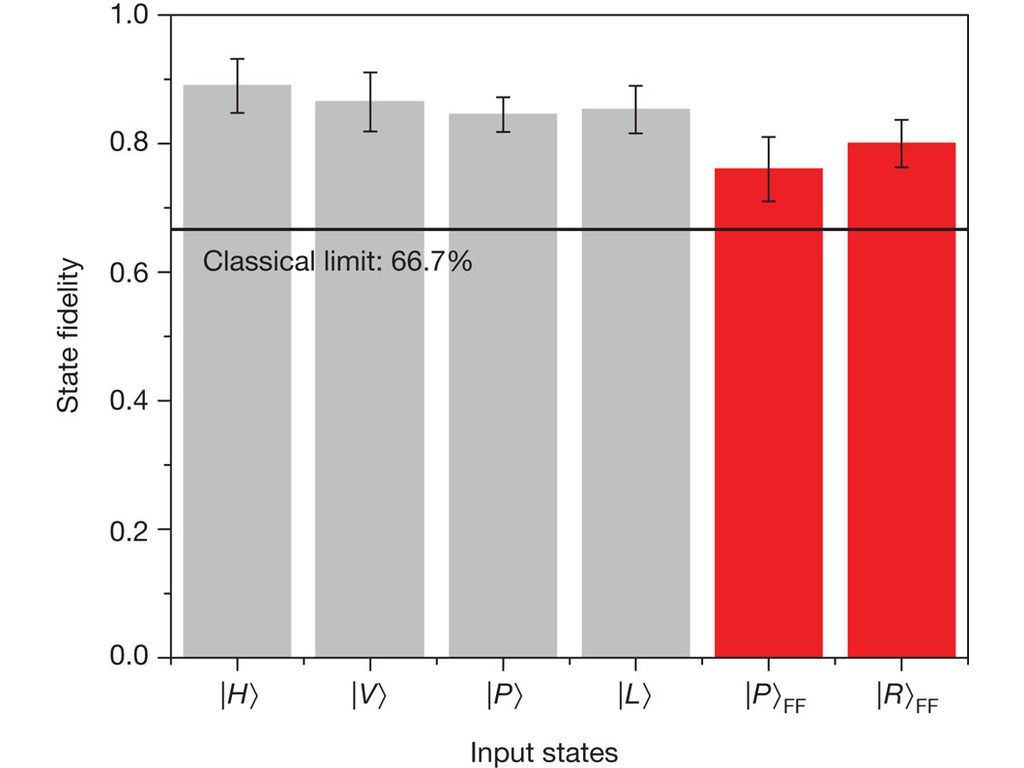 1.0
0.8
0.6
0.4
0.2
0.0
State fidelity
Classical limit: 66.7%
|H⟩ |V⟩ |P⟩ |L⟩ |P⟩FF |R⟩FF
Input states